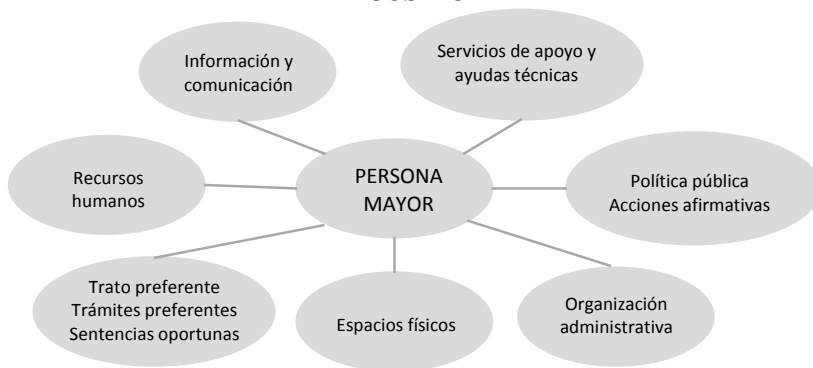 Información y
comunicación
Servicios de apoyo y
ayudas técnicas
Recursos
humanos
PERSONA
MAYOR
Política pública
Acciones afirmativas
Trato preferente
Trámites preferentes
Sentencias oportunas
Espacios físicos
Organización
administrativa